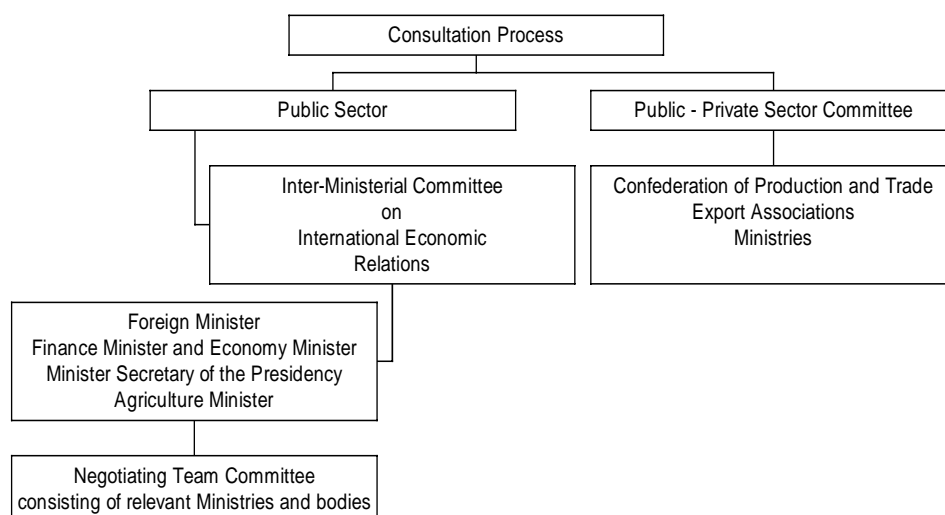 Consultation Process
Public Sector
Public - Private Sector Committee
Inter-Ministerial Committee
on
International Economic
Relations
Confederation of Production and Trade
Export Associations
Ministries
Foreign Minister
Finance Minister and Economy Minister
Minister Secretary of the Presidency
Agriculture Minister
Negotiating Team Committee
consisting of relevant Ministries and bodies